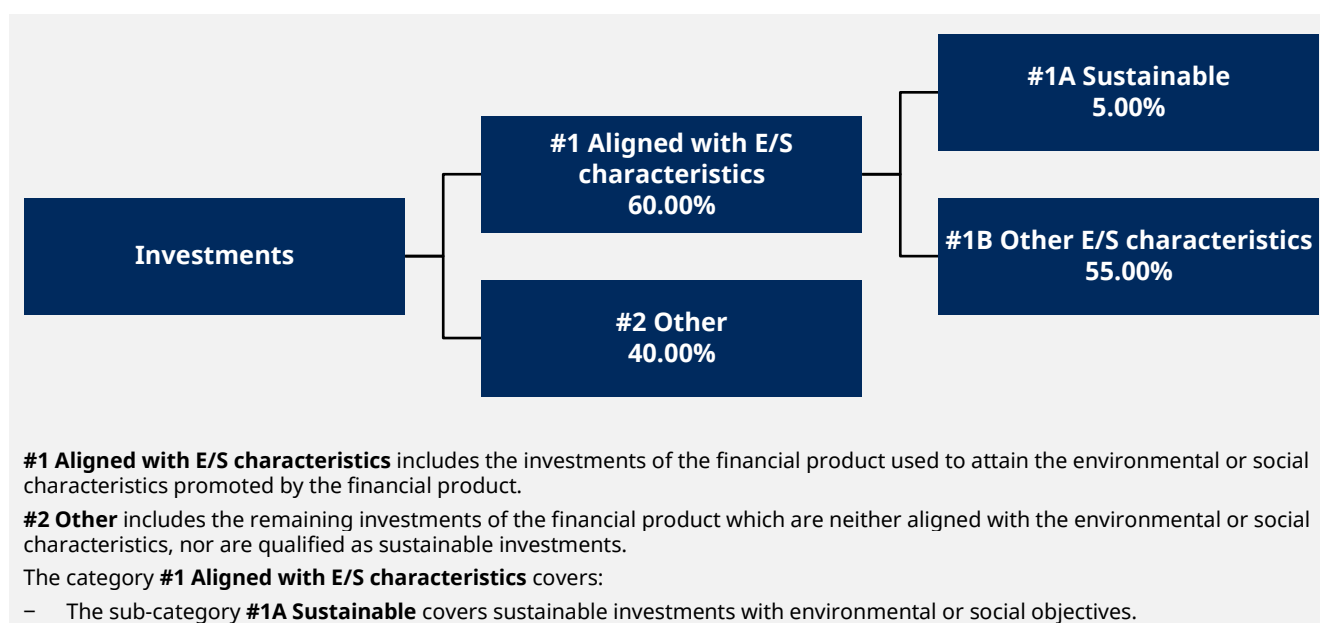 #1A Sustainable
5.00%
#1 Aligned with E/S
characteristics
60.00%
Investments
#1B Other E/S characteristics
55.00%
#2 Other
40.00%
#1 Aligned with E/S characteristics includes the investments of the financial product used to attain the environmental or social
characteristics promoted by the financial product.
#2 Other includes the remaining investments of the financial product which are neither aligned with the environmental or social
characteristics, nor are qualified as sustainable investments.
The category #1 Aligned with E/S characteristics covers:
– The sub-category #1A Sustainable covers sustainable investments with environmental or social objectives.